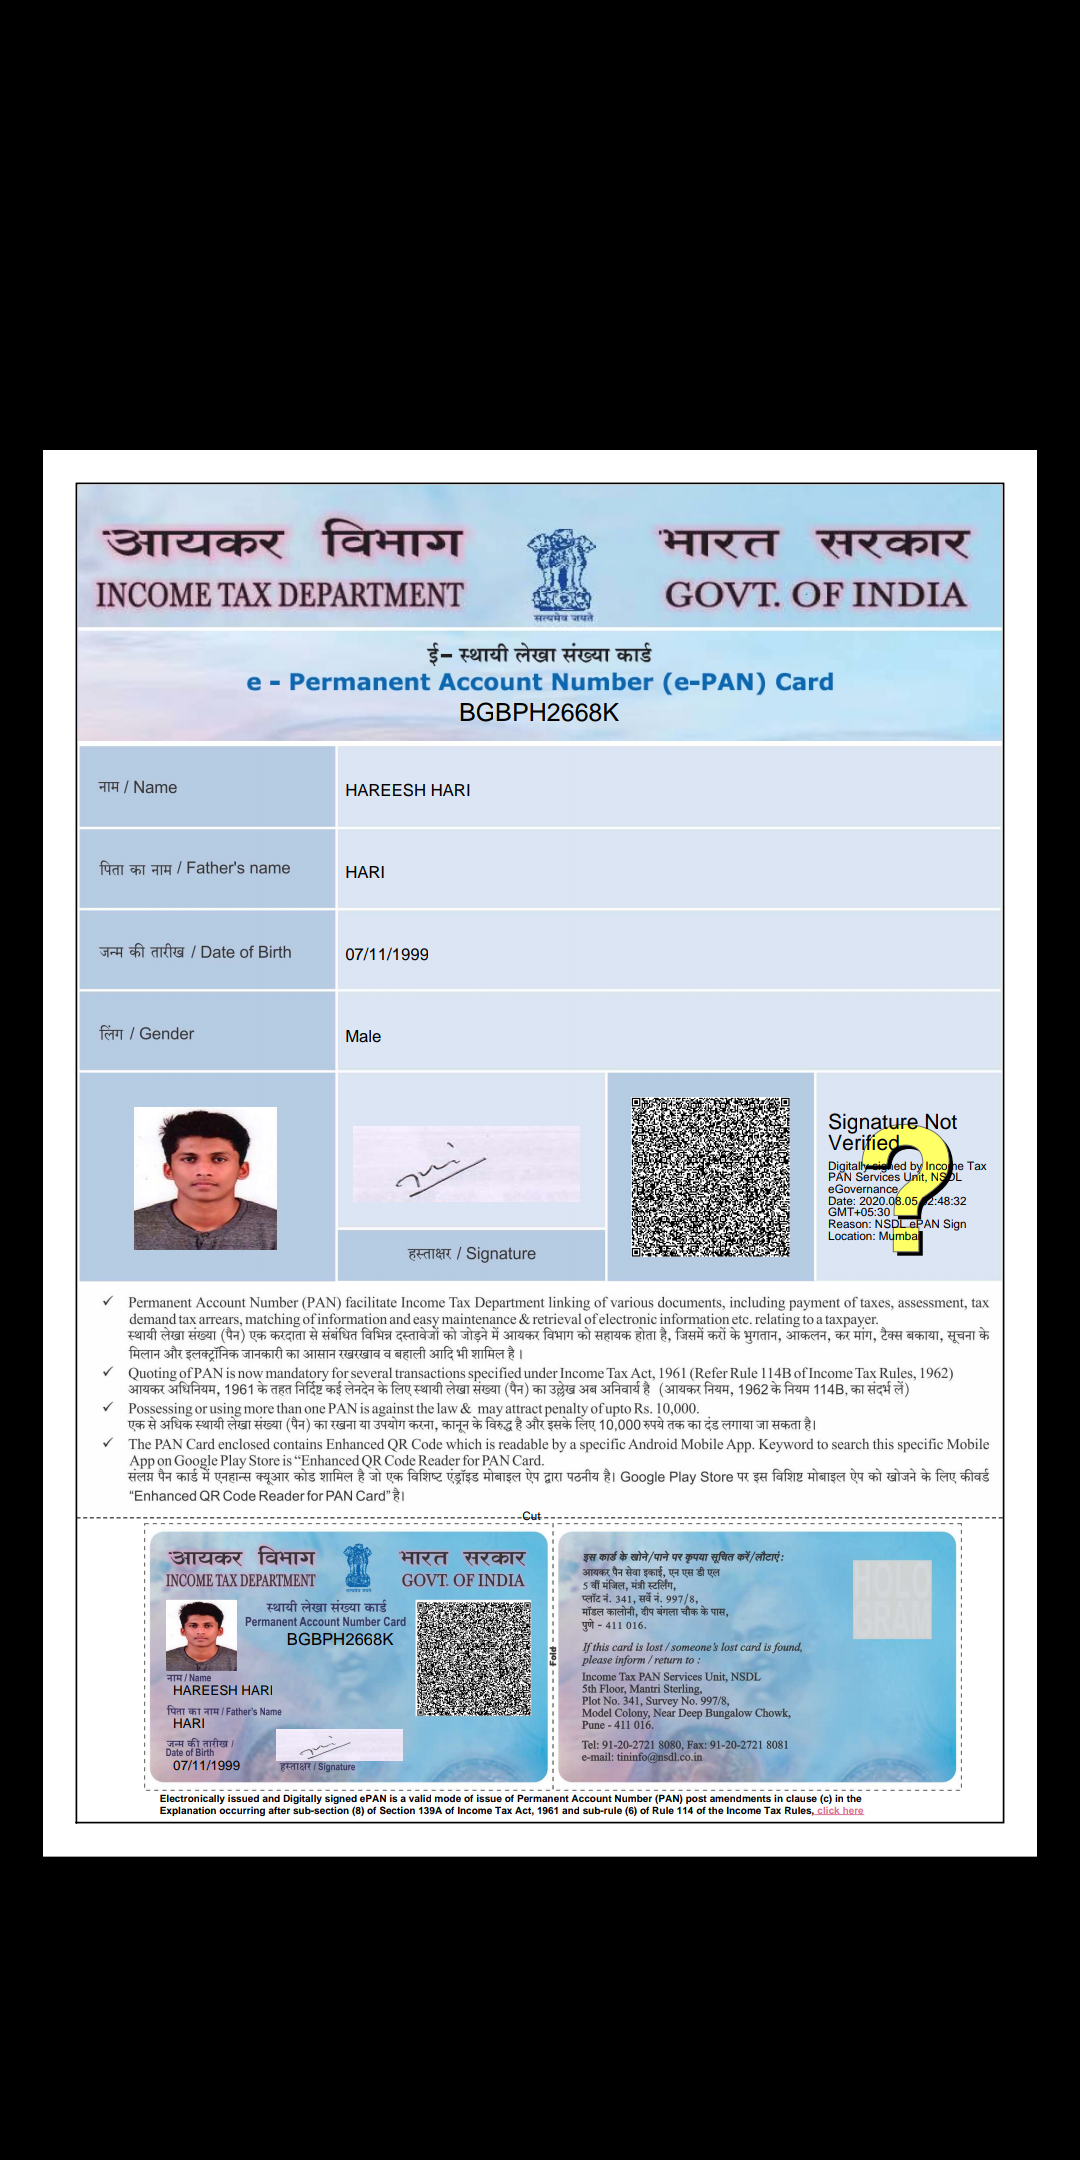 आयकर विभाग भारत सरकार
INCOME TAX DEPARTMENT GOVT. OF INDIA
सत्यमेव जयते
ई- स्थायी लेखा संख्या कार्ड
e - Permanent Account Number (e-PAN) Card
BGBPH2668K
नाम / Name HAREESH HARI
पिता का नाम / Father's name HARI
जन्म की तारीख / Date of Birth 07/11/1999
लिंग / Gender Male
हस्ताक्षर / Signature
Signature Not
Verified
Digitally signed by Income Tax
PAN Services Unit, NSDL
eGovernance
Date: 2020.08.05 02:48:32
GMT+05:30
Reason: NSDL ePAN Sign
Location: Mumbai
✓ Permanent Account Number (PAN) facilitate Income Tax Department linking of various documents, including payment of taxes, assessment, tax
demand tax arrears, matching of information and easy maintenance & retrieval of electronic information etc. relating to a taxpayer.
स्थायी लेखा संख्या (पैन) एक करदाता से संबंधित विभिन्न दस्तावेजों को जोड़ने में आयकर विभाग को सहायक होता है, जिसमें करों के भुगतान, आकलन, कर मांग, टैक्स बकाया, सूचना के
मिलान और इलक्ट्रॉनिक जानकारी का आसान रखरखाव व बहाली आदि भी शामिल है ।
✓ Quoting of PAN is now mandatory for several transactions specified under Income Tax Act, 1961 (Refer Rule 114B of Income Tax Rules, 1962)
आयकर अधिनियम, 1961 के तहत निर्दिष्ट कई लेनदेन के लिए स्थायी लेखा संख्या (पैन) का उल्लेख अब अनिवार्य है (आयकर नियम, 1962 के नियम 114B, का संदर्भ लें)
✓ Possessing or using more than one PAN is against the law & may attract penalty of upto Rs. 10,000.
एक से अधिक स्थायी लेखा संख्या (पैन) का रखना या उपयोग करना, कानून के विरुद्ध है और इसके लिए 10,000 रुपये तक का दंड लगाया जा सकता है।
✓ The PAN Card enclosed contains Enhanced QR Code which is readable by a specific Android Mobile App. Keyword to search this specific Mobile
App on Google Play Store is “Enhanced QR Code Reader for PAN Card.
संलग्न पैन कार्ड में एनहान्स क्यूआर कोड शामिल है जो एक विशिष्ट एंड्रॉइड मोबाइल ऐप द्वारा पठनीय है। Google Play Store पर इस विशिष्ट मोबाइल ऐप को खोजने के लिए कीवर्ड
“Enhanced QR Code Reader for PAN Card” है।
Cut
आयकर विभाग भारत सरकार
INCOME TAX DEPARTMENT GOVT. OF INDIA
स्थायी लेखा संख्या कार्ड
Permanent Account Number Card
BGBPH2668K
नाम / Name
HAREESH HARI
पिता का नाम / Father's Name
HARI
जन्म की तारीख /
Date of Birth
07/11/1999
हस्ताक्षर / Signature
Fold
इस कार्ड के खोने/पाने पर कृपया सूचित करें/लौटाएं :
आयकर पैन सेवा इकाई, एन एस डी एल
5 वीं मंजिल, मंत्री स्टर्लिंग,
प्लॉट नं. 341, सर्वे नं. 997/8,
मॉडल कालोनी, दीप बंगला चौक के पास,
पुणे - 411 016.
If this card is lost / someone's lost card is found,
please inform / return to :
Income Tax PAN Services Unit, NSDL
5th Floor, Mantri Sterling,
Plot No. 341, Survey No. 997/8,
Model Colony, Near Deep Bungalow Chowk,
Pune - 411 016.
Tel: 91-20-2721 8080, Fax: 91-20-2721 8081
e-mail: tininfo@nsdl.co.in
HOLO
GRAM
Electronically issued and Digitally signed ePAN is a valid mode of issue of Permanent Account Number (PAN) post amendments in clause (c) in the
Explanation occurring after sub-section (8) of Section 139A of Income Tax Act, 1961 and sub-rule (6) of Rule 114 of the Income Tax Rules, click here